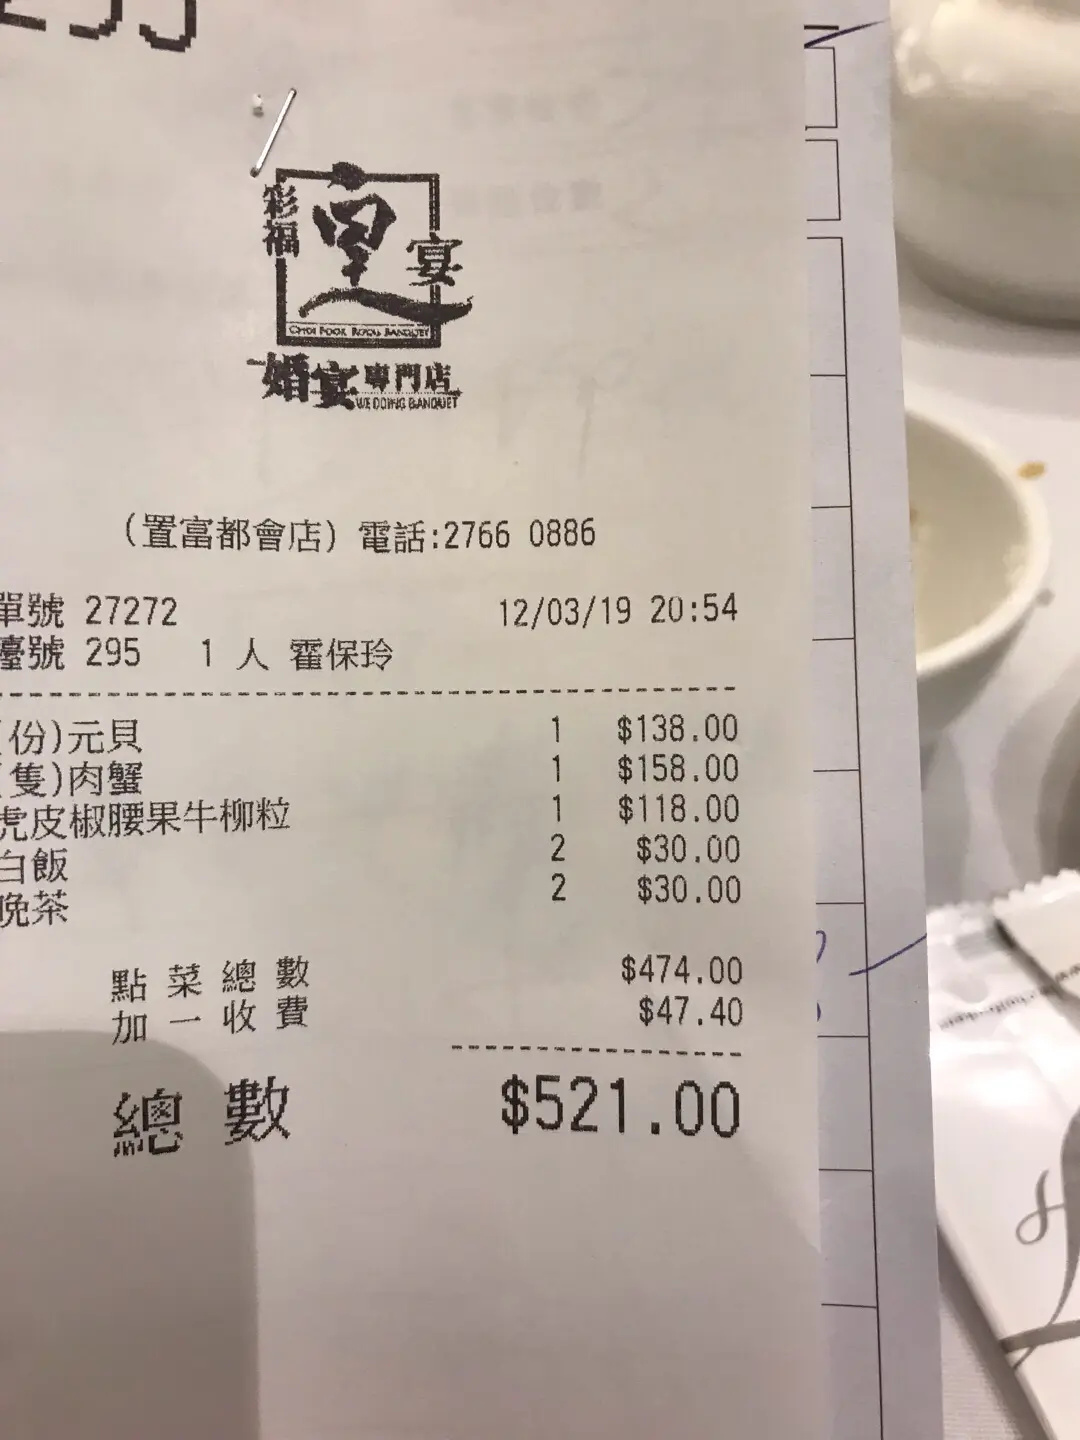 彩福
皇
宴
CHOI FOOK ROYAL BANQUET
婚宴專門店
WEDDING BANQUET
(置富都會店) 電話:2766 0886
單號 27272 12/03/19 20:54
檯號 295 1 人 霍保玲
(份)元貝 1 $138.00
(隻)肉蟹 1 $158.00
虎皮椒腰果牛柳粒 1 $118.00
白飯 2 $30.00
晚茶 2 $30.00
點菜總數 $474.00
加一收費 $47.40
總數 $521.00